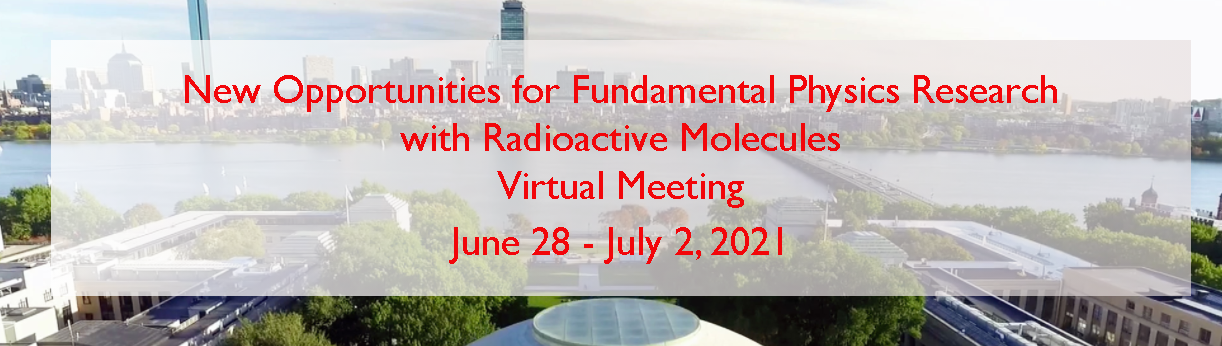 New Opportunities for Fundamental Physics Research
with Radioactive Molecules
Virtual Meeting
June 28 - July 2, 2021